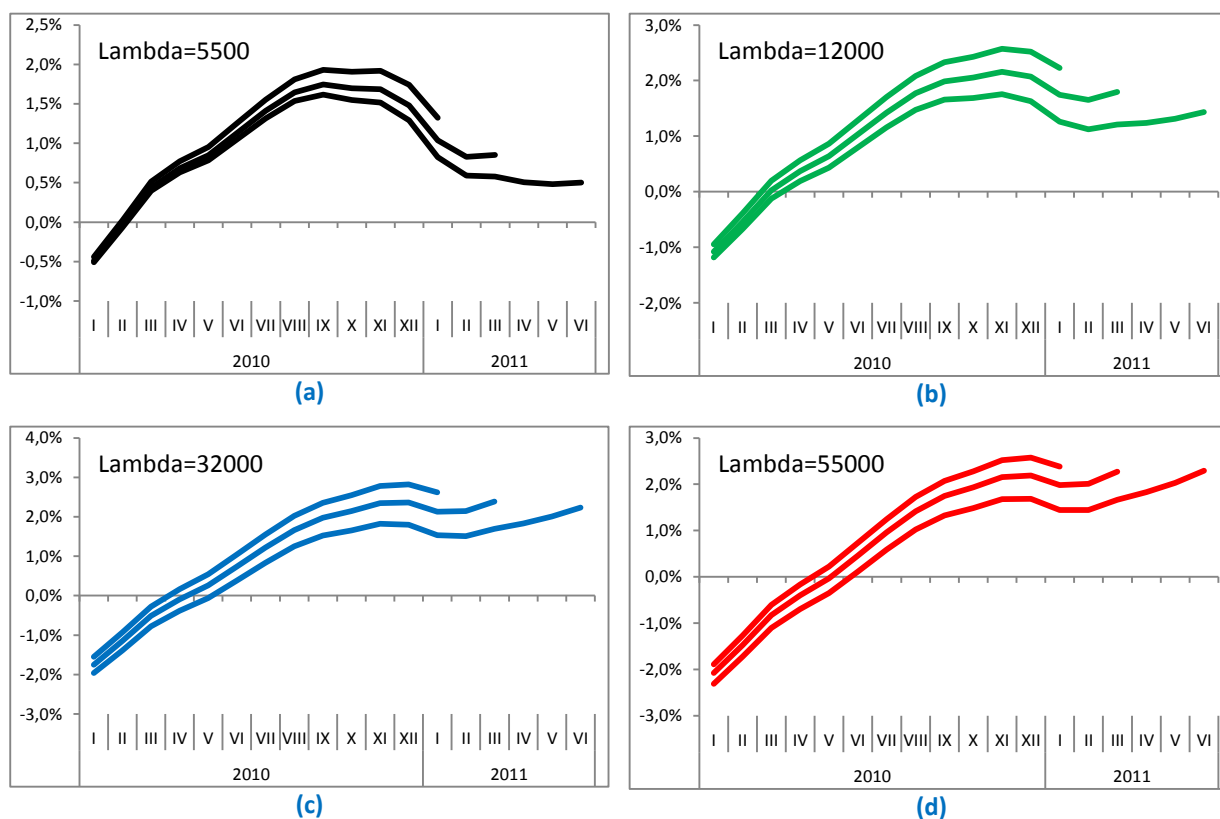 Lambda=5500
2,5%
2,0%
1,5%
1,0%
0,5%
0,0%
-0,5%
-1,0%
I II III IV V VI VII VIII IX X XI XII I II III IV V VI
2010 2011
(a)
Lambda=12000
3,0%
2,0%
1,0%
0,0%
-1,0%
-2,0%
I II III IV V VI VII VIII IX X XI XII I II III IV V VI
2010 2011
(b)
Lambda=32000
4,0%
3,0%
2,0%
1,0%
0,0%
-1,0%
-2,0%
-3,0%
I II III IV V VI VII VIII IX X XI XII I II III IV V VI
2010 2011
(c)
Lambda=55000
3,0%
2,0%
1,0%
0,0%
-1,0%
-2,0%
-3,0%
I II III IV V VI VII VIII IX X XI XII I II III IV V VI
2010 2011
(d)